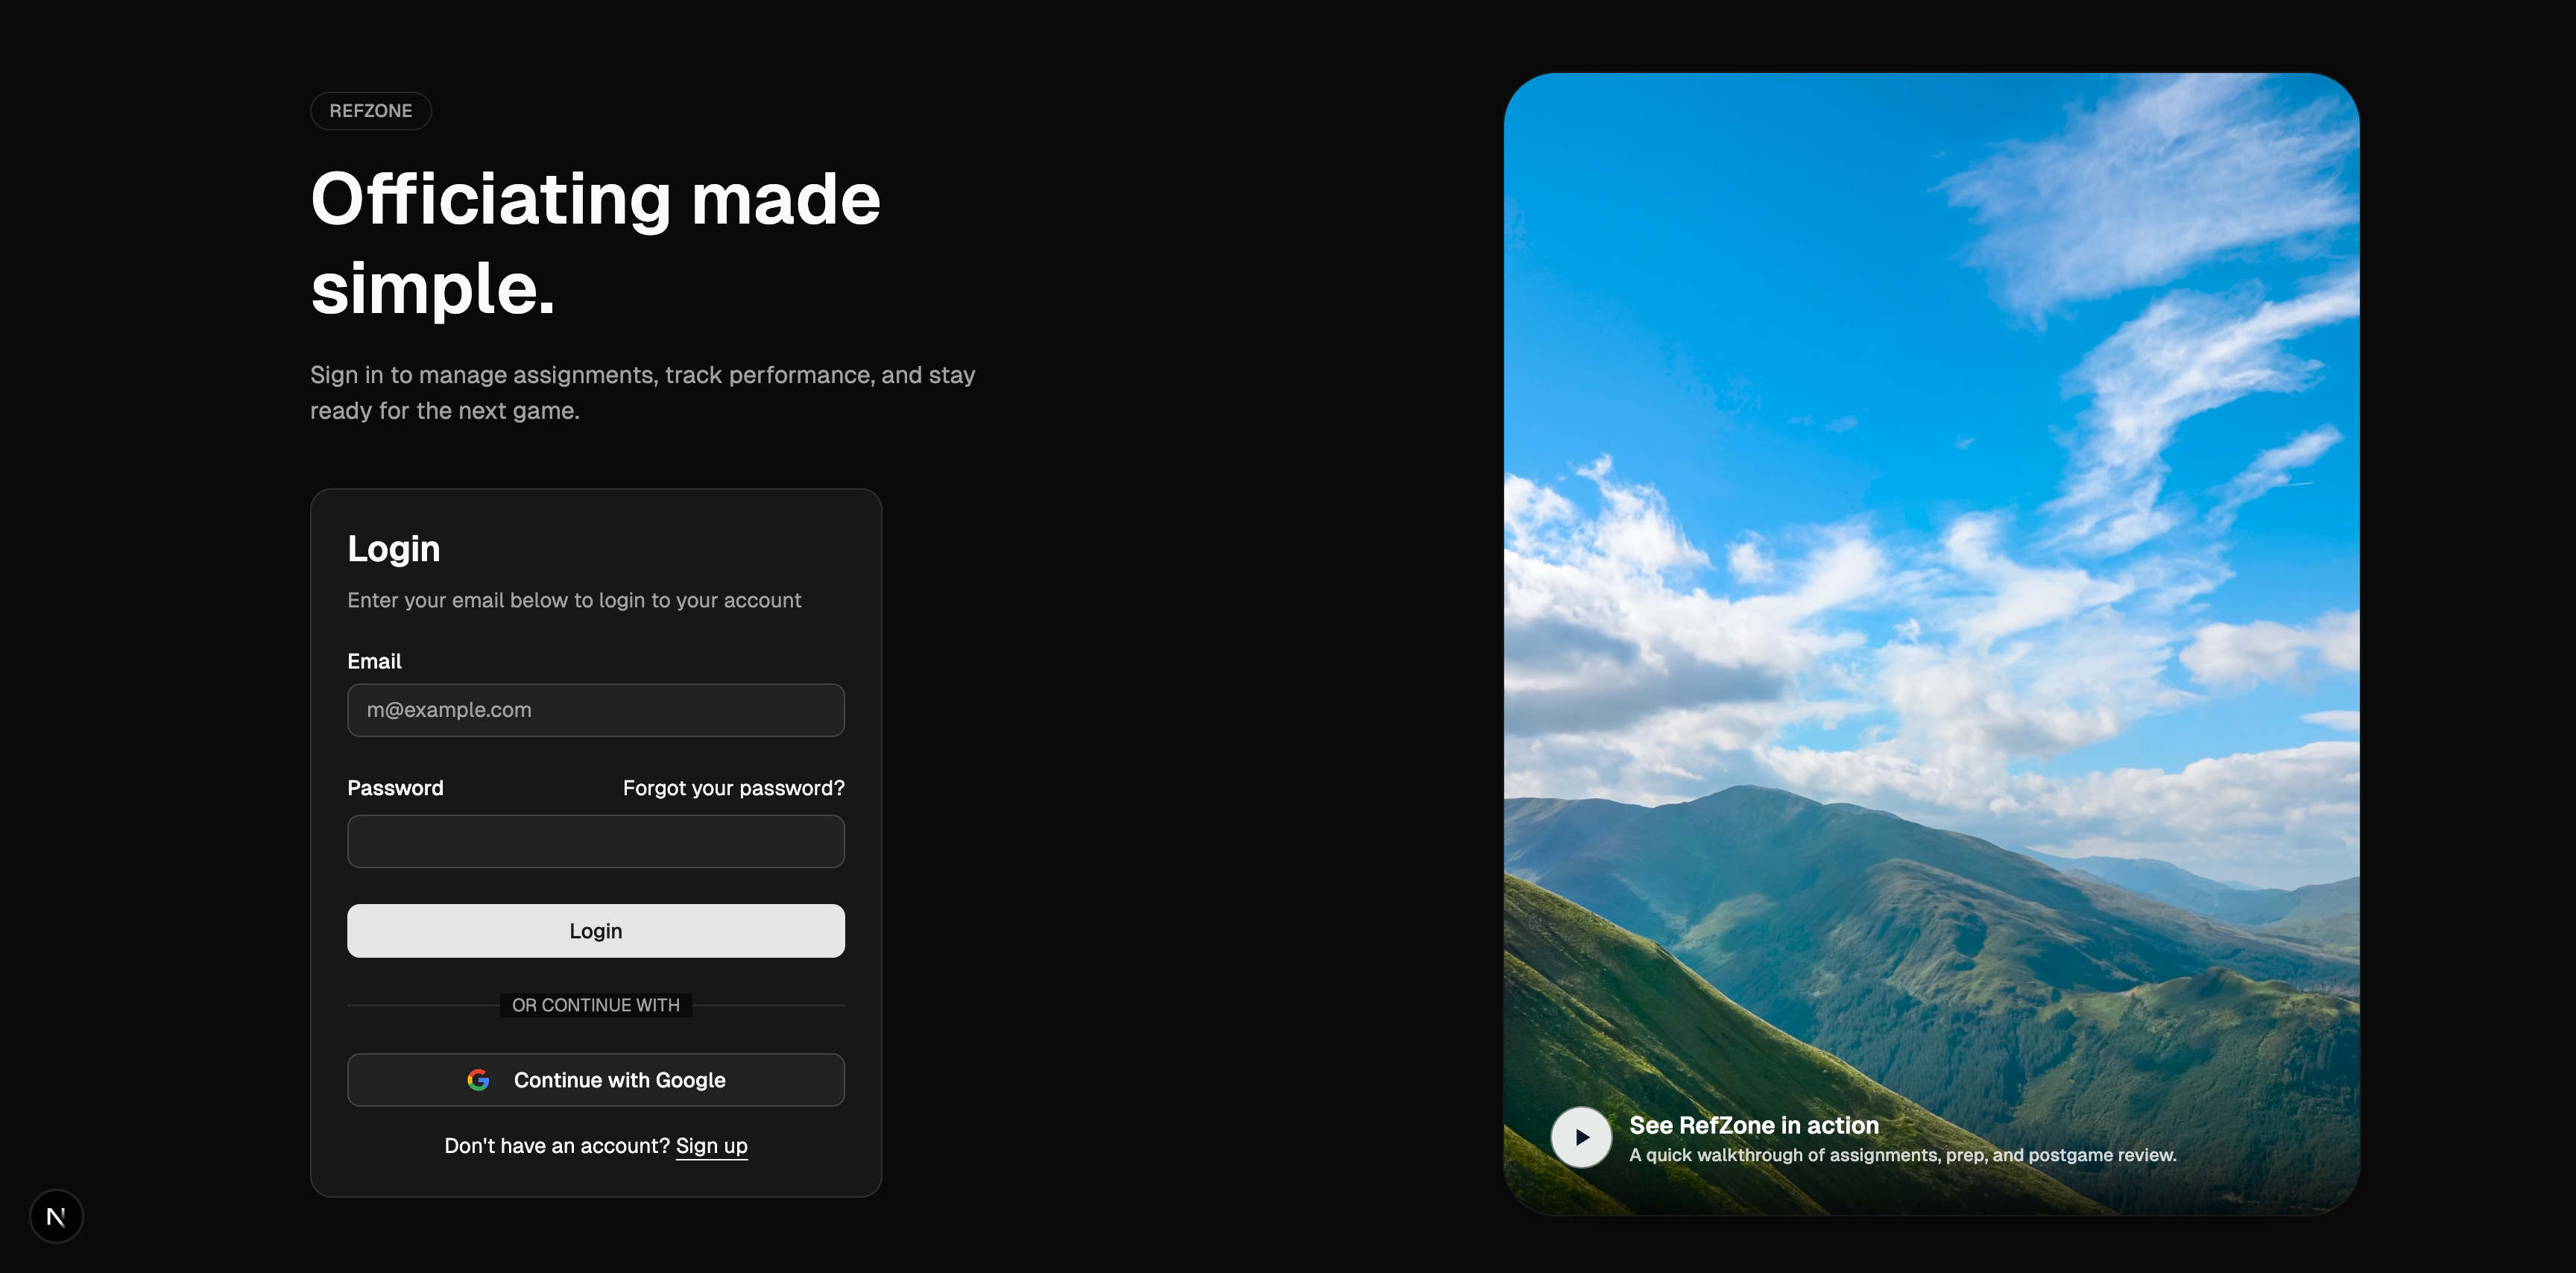 REFZONE
Officiating made
simple.
Sign in to manage assignments, track performance, and stay
ready for the next game.
Login
Enter your email below to login to your account
Email
m@example.com
Password
Forgot your password?
Login
OR CONTINUE WITH
Continue with Google
Don't have an account? Sign up
See RefZone in action
A quick walkthrough of assignments, prep, and postgame review.
N